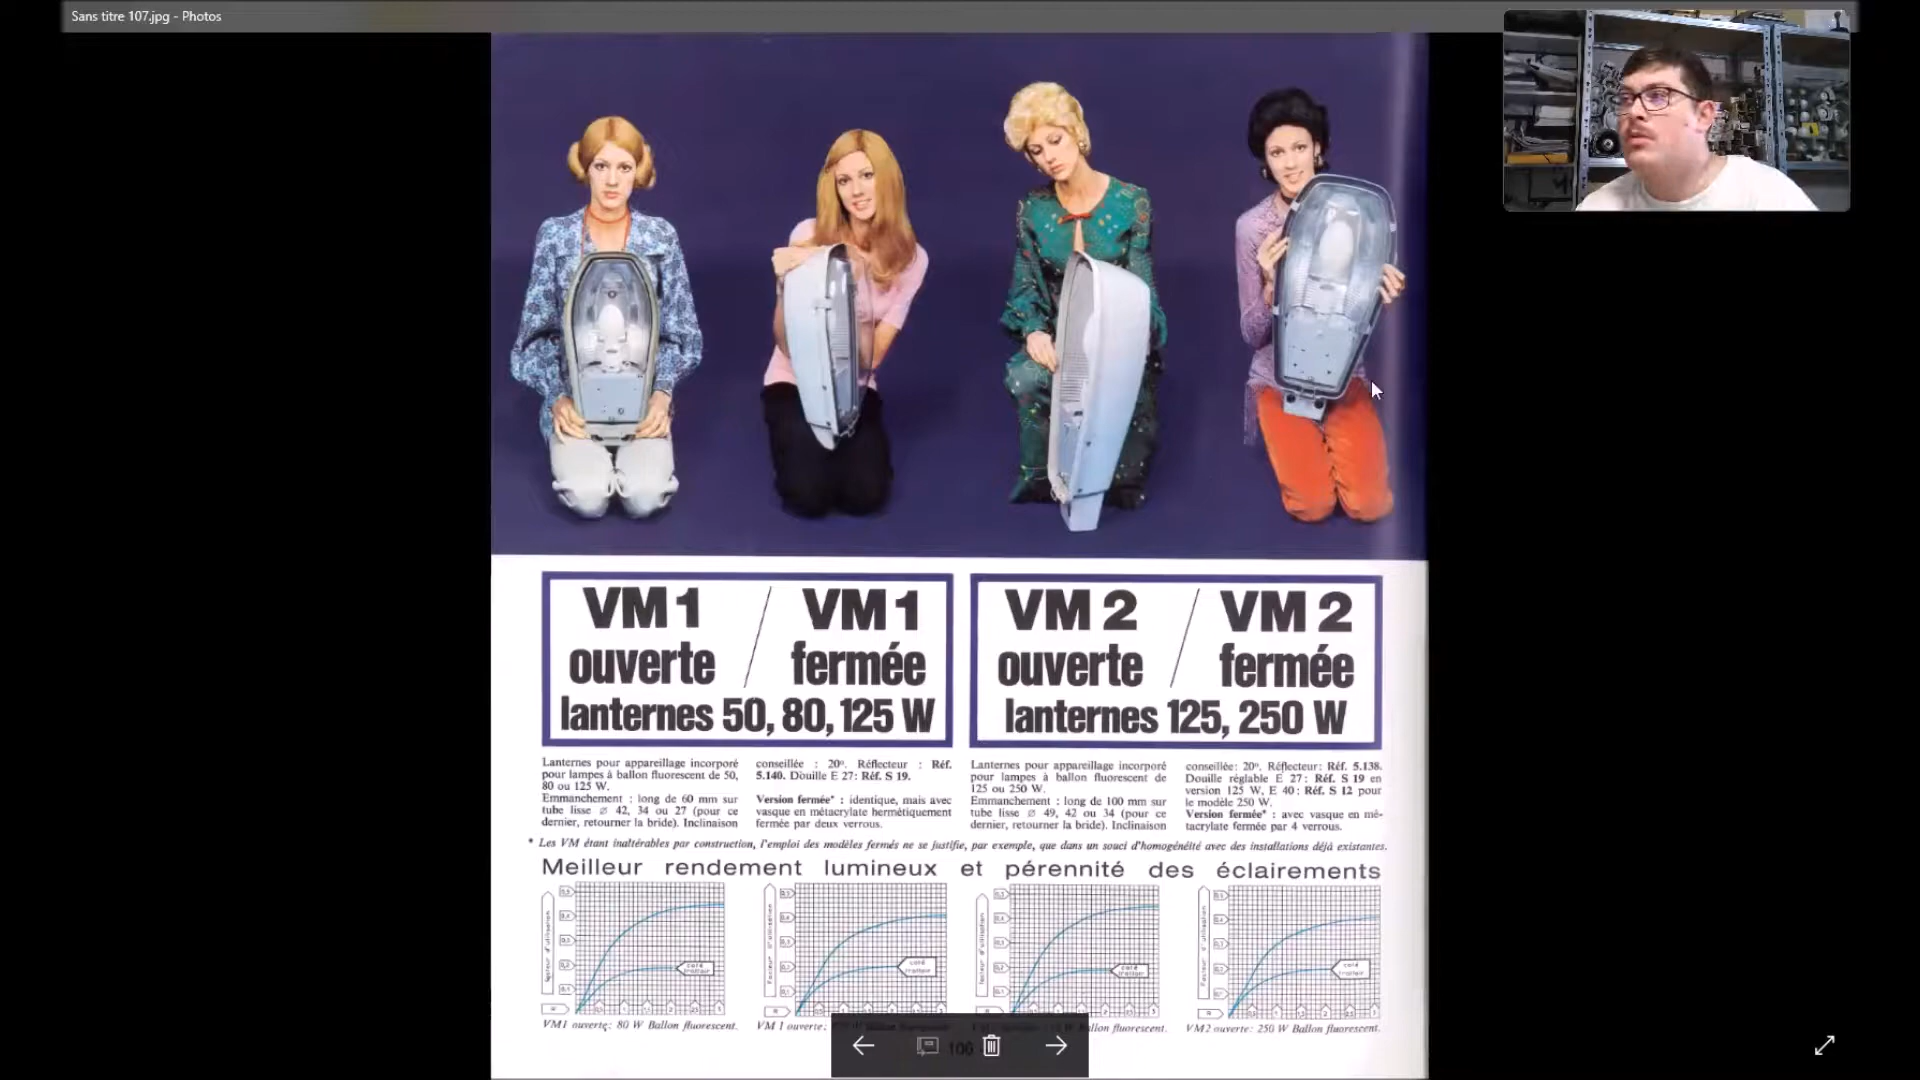 Sans titre 107.jpg - Photos
VM 1 ouverte / VM 1 fermée
lanternes 50, 80, 125 W
VM 2 ouverte / VM 2 fermée
lanternes 125, 250 W
Lanternes pour appareillage incorporé
pour lampes à ballon fluorescent de 50,
80 ou 125 W.
Emmanchement : long de 60 mm sur
tube lisse ø 42, 34 ou 27 (pour ce
dernier, retourner la bride). Inclinaison
conseillée : 20°. Réflecteur : Réf.
5.140. Douille E 27: Réf. S 19.
Version fermée* : identique, mais avec
vasque en métacrylate hermétiquement
fermée par deux verrous.
Lanternes pour appareillage incorporé
pour lampes à ballon fluorescent de
125 ou 250 W.
Emmanchement : long de 100 mm sur
tube lisse ø 49, 42 ou 34 (pour ce
dernier, retourner la bride). Inclinaison
conseillée: 20°. Réflecteur: Réf. 5.138.
Douille réglable E 27: Réf. S 19 en
version 125 W, E 40: Réf. S 12 pour
le modèle 250 W.
Version fermée* : avec vasque en mé-
tacrylate fermée par 4 verrous.
* Les VM étant inaltérables par construction, l'emploi des modèles fermés ne se justifie, par exemple, que dans un souci d'homogénéité avec des installations déjà existantes.
Meilleur rendement lumineux et pérennité des éclairements
VM1 ouverte: 80 W Ballon fluorescent.
VM 1 ouverte:
Ballon fluorescent.
VM2 ouverte: 250 W Ballon fluorescent.
106